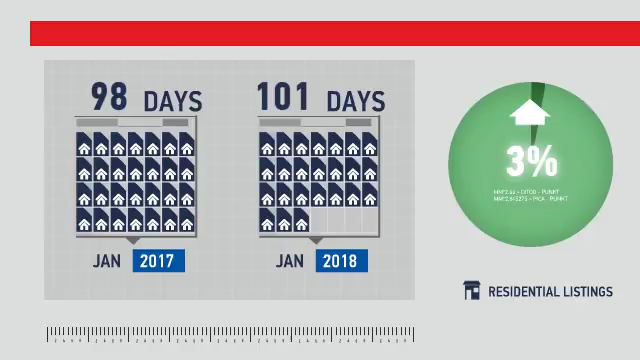 98 DAYS
101 DAYS
JAN 2017
JAN 2018
3%
RESIDENTIAL LISTINGS